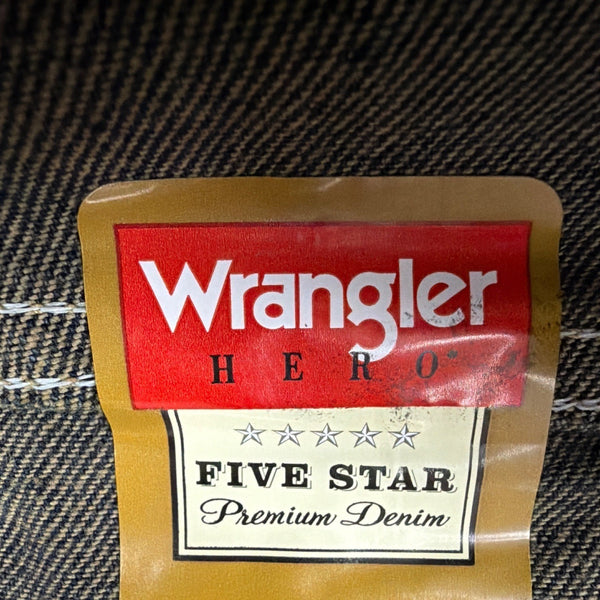 Wrangler
HERO®
FIVE STAR
Premium Denim